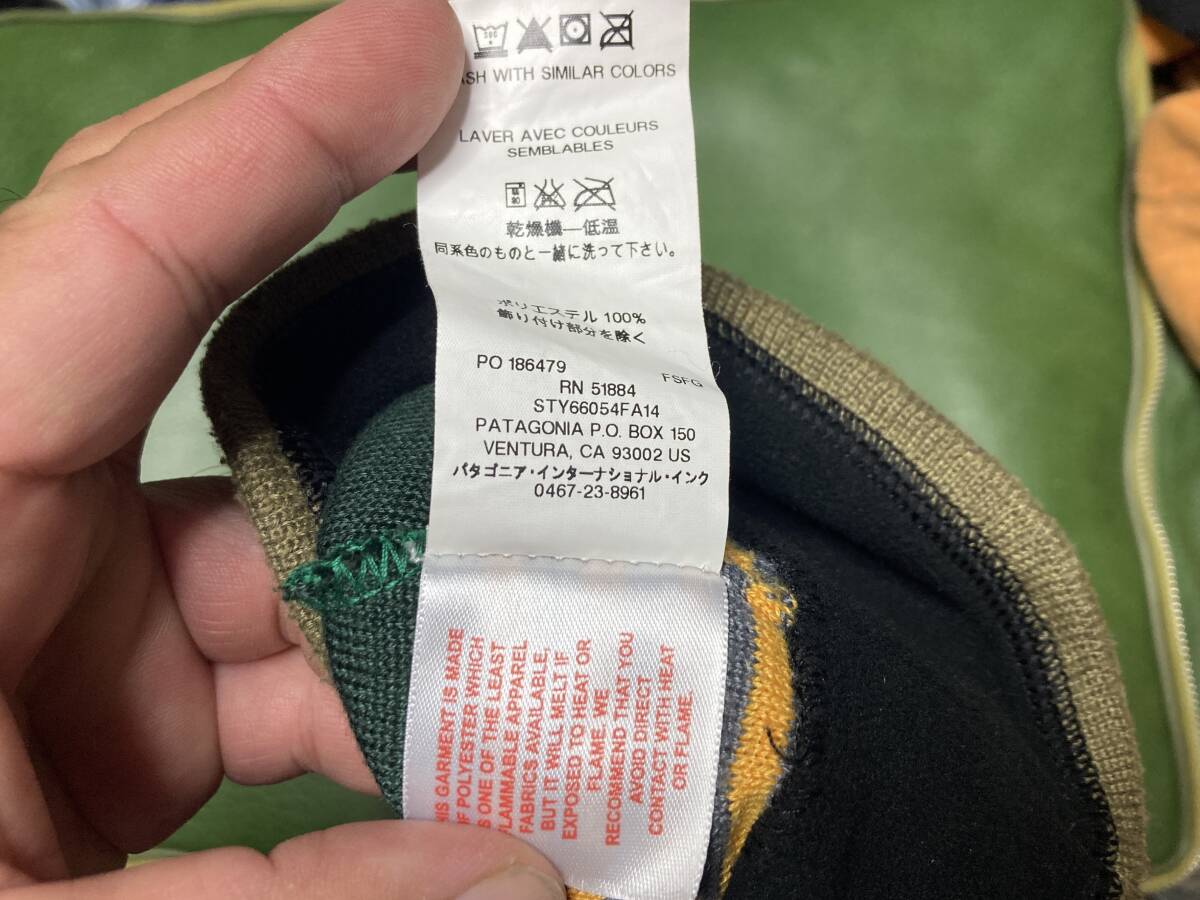 WITH SIMILAR COLORS
LAVER AVEC COULEURS
SEMBLABLES
乾燥機—低温
同系色のものと一緒に洗って下さい。
ポリエステル 100%
飾り付け部分を除く
PO 186479
FSFG
RN 51884
STY66054FA14
PATAGONIA P.O. BOX 150
VENTURA, CA 93002 US
パタゴニア・インターナショナル・インク
0467-23-8961
GARMENT IS MADE
OF POLYESTER WHICH
IS ONE OF THE LEAST
FLAMMABLE APPAREL
FABRICS AVAILABLE,
BUT IT WILL MELT IF
EXPOSED TO HEAT OR
FLAME WE
RECOMMEND THAT YOU
AVOID DIRECT
CONTACT WITH HEAT
OR FLAME.